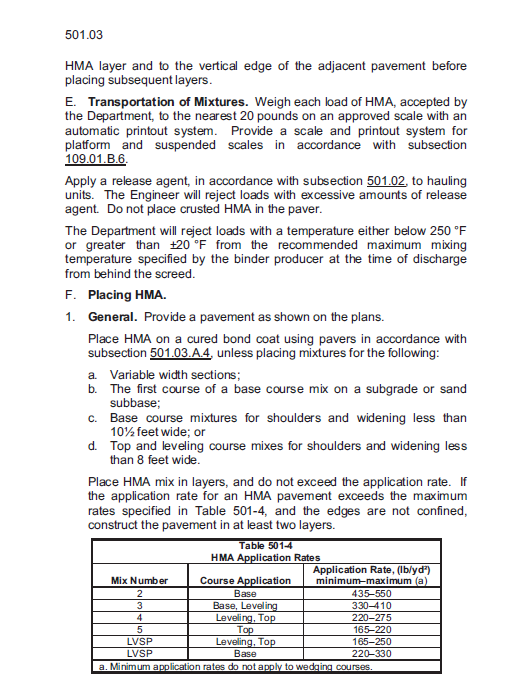 501.03
HMA layer and to the vertical edge of the adjacent pavement before
placing subsequent layers.
E. Transportation of Mixtures. Weigh each load of HMA, accepted by
the Department, to the nearest 20 pounds on an approved scale with an
automatic printout system. Provide a scale and printout system for
platform and suspended scales in accordance with subsection
109.01.B.6.
Apply a release agent, in accordance with subsection 501.02, to hauling
units. The Engineer will reject loads with excessive amounts of release
agent. Do not place crusted HMA in the paver.
The Department will reject loads with a temperature either below 250 °F
or greater than ±20 °F from the recommended maximum mixing
temperature specified by the binder producer at the time of discharge
from behind the screed.
F. Placing HMA.
1. General. Provide a pavement as shown on the plans.
Place HMA on a cured bond coat using pavers in accordance with
subsection 501.03.A.4, unless placing mixtures for the following:
a. Variable width sections;
b. The first course of a base course mix on a subgrade or sand
subbase;
c. Base course mixtures for shoulders and widening less than
10½ feet wide; or
d. Top and leveling course mixes for shoulders and widening less
than 8 feet wide.
Place HMA mix in layers, and do not exceed the application rate. If
the application rate for an HMA pavement exceeds the maximum
rates specified in Table 501-4, and the edges are not confined,
construct the pavement in at least two layers.
Table 501-4
HMA Application Rates
Mix Number Course Application Application Rate, (lb/yd²)
minimum–maximum (a)
2 Base 435–550
3 Base, Leveling 330–410
4 Leveling, Top 220–275
5 Top 165–220
LVSP Leveling, Top 165–250
LVSP Base 220–330
a. Minimum application rates do not apply to wedging courses.